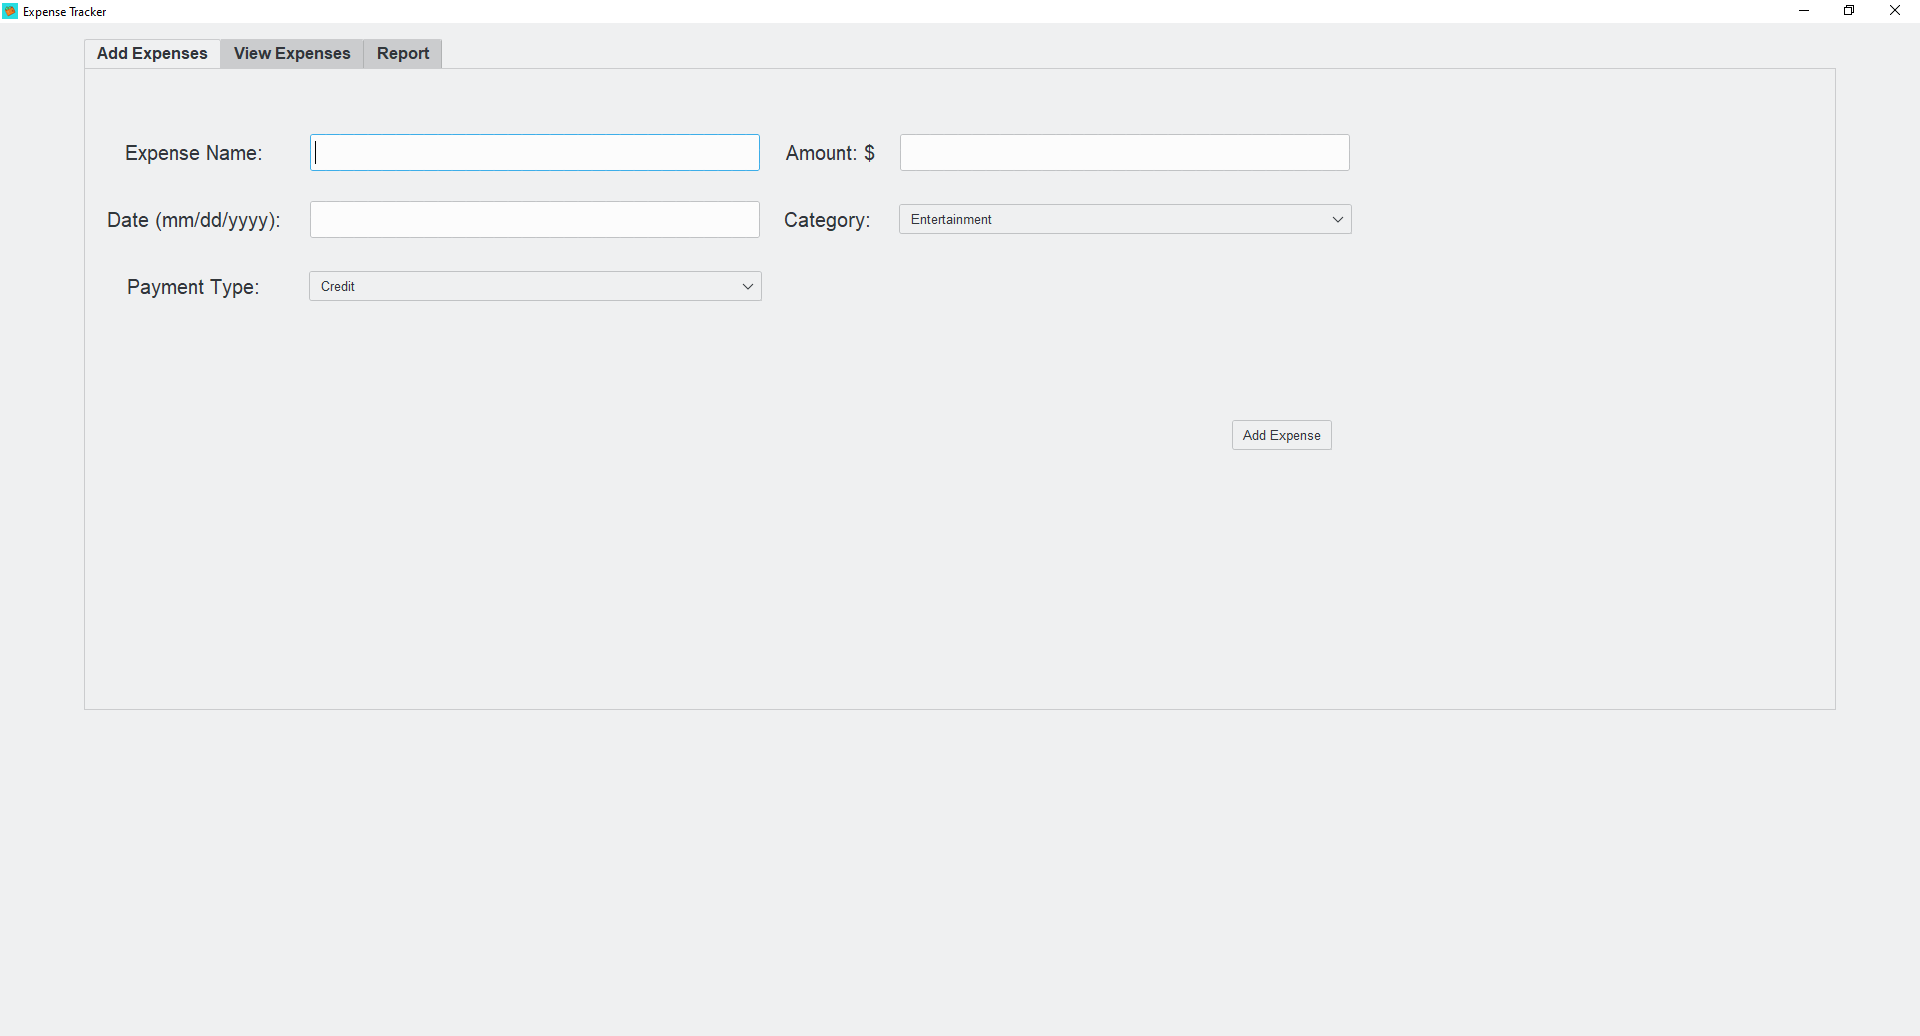 Expense Tracker
Add Expenses View Expenses Report
Expense Name: Amount: $
Date (mm/dd/yyyy): Category: Entertainment
Payment Type: Credit
Add Expense